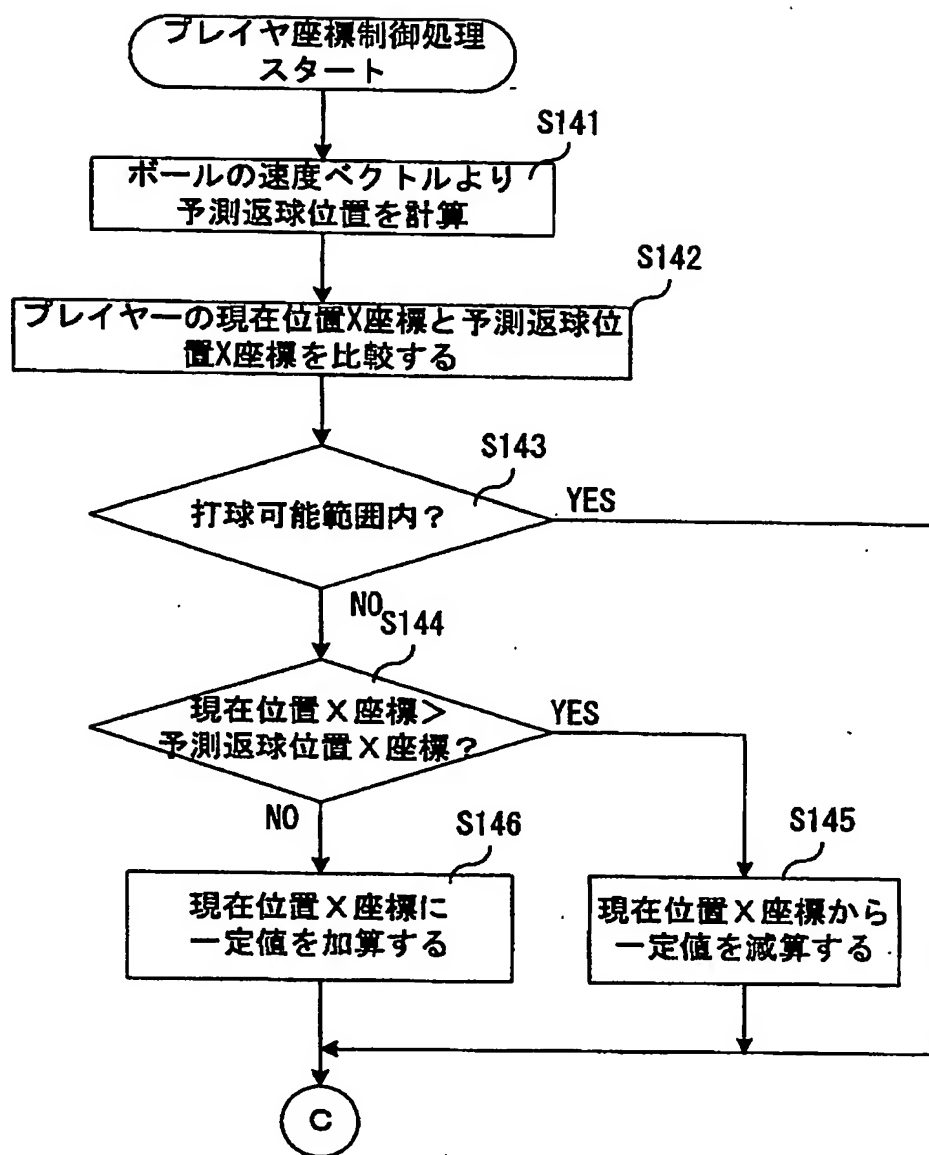 プレイヤ座標制御処理
スタート
S141
ボールの速度ベクトルより
予測返球位置を計算
S142
プレイヤーの現在位置X座標と予測返球位
置X座標を比較する
S143
打球可能範囲内？
YES
NO
S144
現在位置X座標＞
予測返球位置X座標？
YES
NO
S146
現在位置X座標に
一定値を加算する
S145
現在位置X座標から
一定値を減算する
C